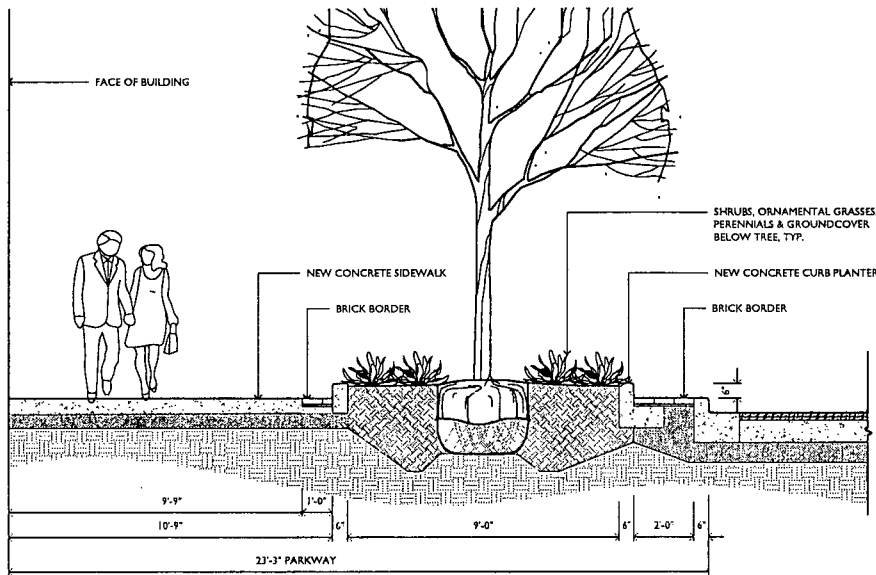 FACE OF BUILDING
SHRUBS, ORNAMENTAL GRASSES
PERENNIALS & GROUNDCOVER
BELOW TREE, TYP.
NEW CONCRETE SIDEWALK
NEW CONCRETE CURB PLANTER
BRICK BORDER
BRICK BORDER
6"
9'-9"
1'-0"
10'-9"
6"
9'-0"
6"
2'-0"
6"
23'-3" PARKWAY